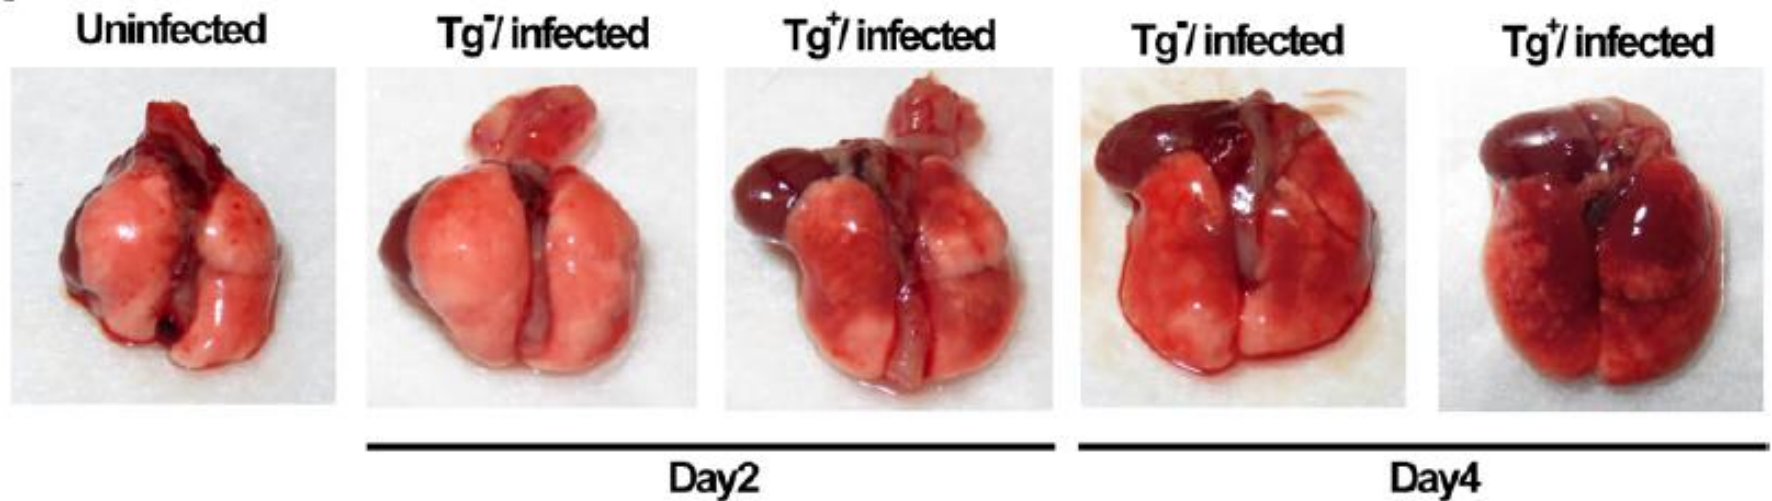 Uninfected
Tg⁻/ infected
Tg⁺/ infected
Tg⁻/ infected
Tg⁺/ infected
Day2
Day4